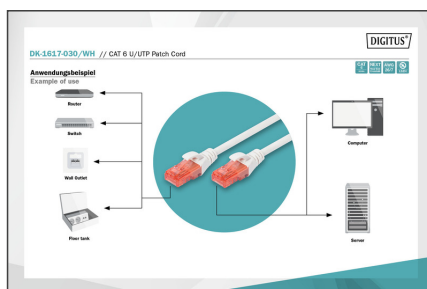 DIGITUS®
DK-1617-030/WH // CAT 6 U/UTP Patch Cord
Anwendungsbeispiel
Example of use
Router
Switch
Wall Outlet
Floor tank
Computer
Server